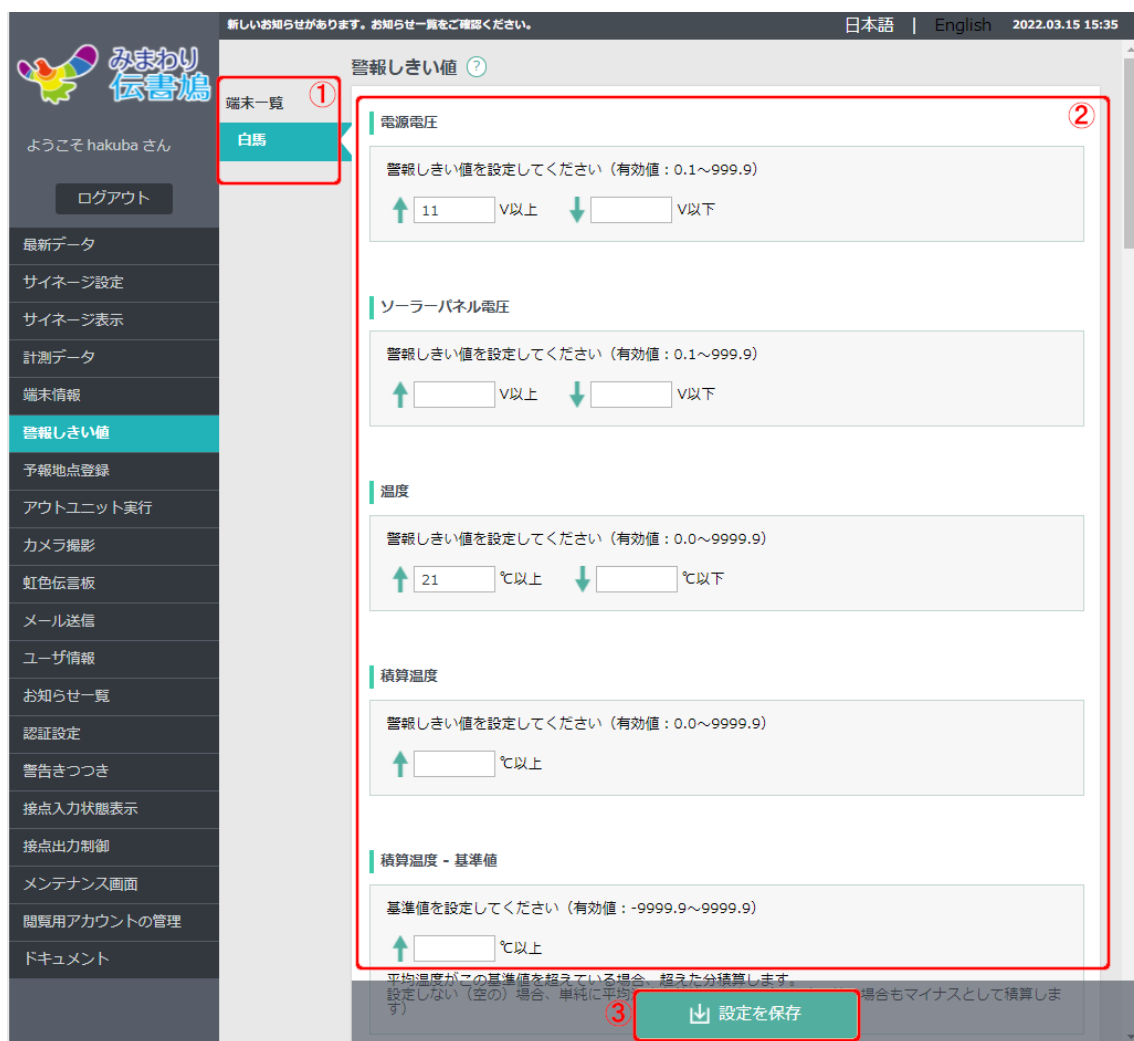 新しいお知らせがあります。お知らせ一覧をご確認ください。
日本語 | English 2022.03.15 15:35
みまわり
伝書鳩
ようこそ hakuba さん
ログアウト
最新データ
サイネージ設定
サイネージ表示
計測データ
端末情報
警報しきい値
予報地点登録
アウトユニット実行
カメラ撮影
虹色伝言板
メール送信
ユーザ情報
お知らせ一覧
認証設定
警告きつつき
接点入力状態表示
接点出力制御
メンテナンス画面
閲覧用アカウントの管理
ドキュメント
端末一覧 ①
白馬
警報しきい値 ?
②
電源電圧
警報しきい値を設定してください（有効値：0.1～999.9）
11 V以上 V以下
ソーラーパネル電圧
警報しきい値を設定してください（有効値：0.1～999.9）
V以上 V以下
温度
警報しきい値を設定してください（有効値：0.0～9999.9）
21 ℃以上 ℃以下
積算温度
警報しきい値を設定してください（有効値：0.0～9999.9）
℃以上
積算温度 - 基準値
基準値を設定してください（有効値：-9999.9～9999.9）
℃以上
平均温度がこの基準値を超えている場合、超えた分積算します。
設定しない（空の）場合、単純に平均 場合もマイナスとして積算しま
す）
③ 設定を保存